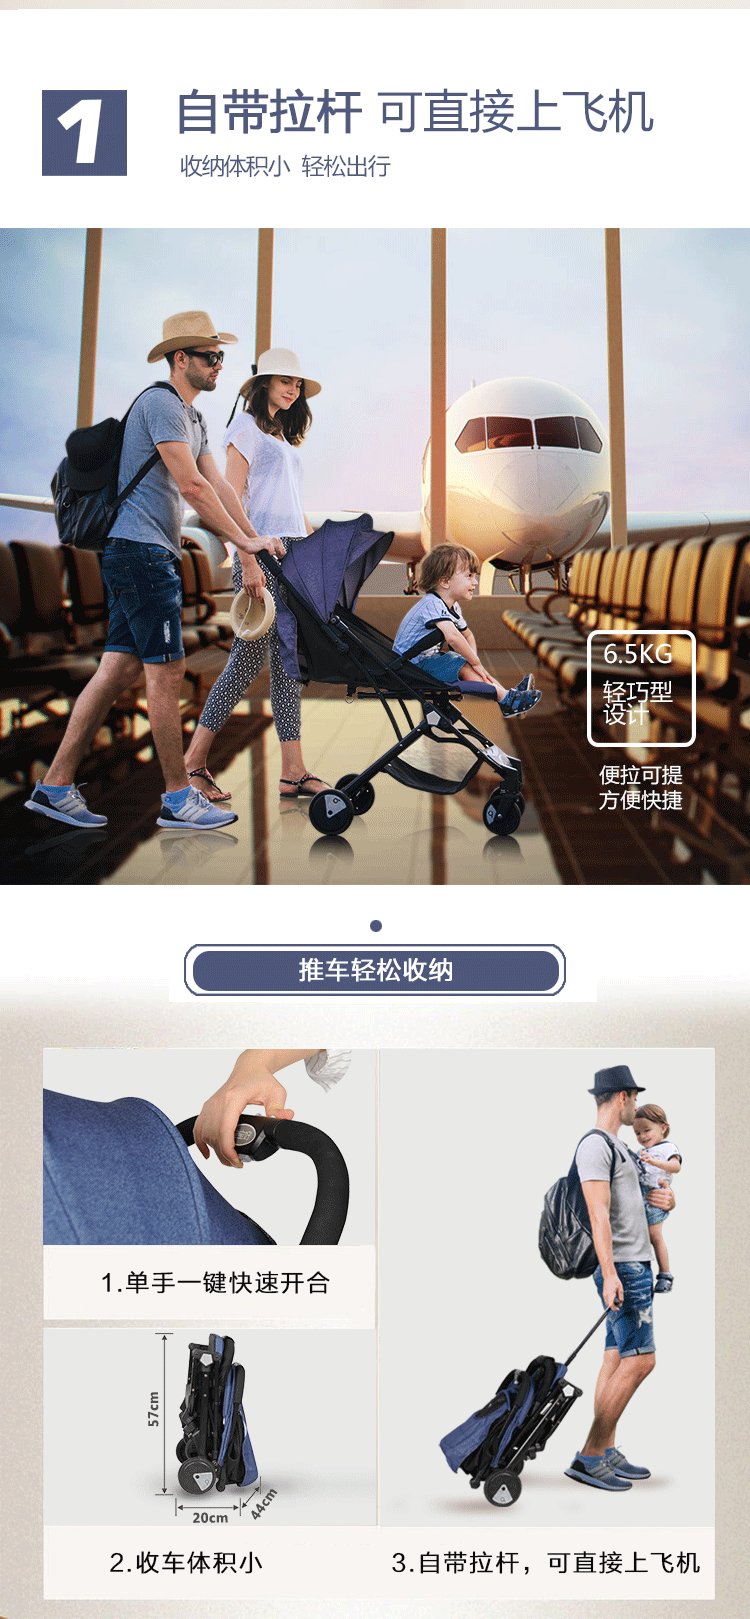 1
自带拉杆 可直接上飞机
收纳体积小 轻松出行
6.5KG
轻巧型
设计
便拉可提
方便快捷
推车轻松收纳
1.单手一键快速开合
57cm
20cm
44cm
2.收车体积小
3.自带拉杆，可直接上飞机